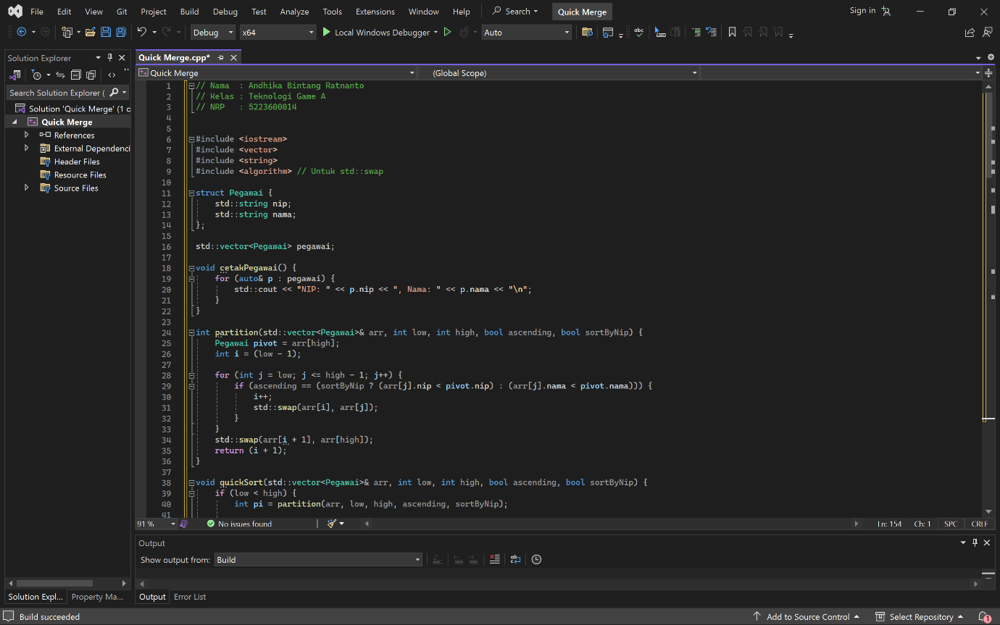 File Edit View Git Project Build Debug Test Analyze Tools Extensions Window Help Search Quick Merge Sign in
Debug x64 Local Windows Debugger Auto
Solution Explorer
Search Solution Explorer (
Solution 'Quick Merge' (1 o
Quick Merge
References
External Dependenci
Header Files
Resource Files
Source Files
Solution Expl... Property Ma...
Quick Merge.cpp*
Quick Merge (Global Scope)
1 // Nama  : Andhika Bintang Ratnanto
2 // Kelas : Teknologi Game A
3 // NRP   : 5223600014
4
5
6 #include <iostream>
7 #include <vector>
8 #include <string>
9 #include <algorithm> // Untuk std::swap
10
11 struct Pegawai {
12     std::string nip;
13     std::string nama;
14 };
15
16 std::vector<Pegawai> pegawai;
17
18 void cetakPegawai() {
19     for (auto& p : pegawai) {
20         std::cout << "NIP: " << p.nip << ", Nama: " << p.nama << "\n";
21     }
22 }
23
24 int partition(std::vector<Pegawai>& arr, int low, int high, bool ascending, bool sortByNip) {
25     Pegawai pivot = arr[high];
26     int i = (low - 1);
27
28     for (int j = low; j <= high - 1; j++) {
29         if (ascending == (sortByNip ? (arr[j].nip < pivot.nip) : (arr[j].nama < pivot.nama))) {
30             i++;
31             std::swap(arr[i], arr[j]);
32         }
33     }
34     std::swap(arr[i + 1], arr[high]);
35     return (i + 1);
36 }
37
38 void quickSort(std::vector<Pegawai>& arr, int low, int high, bool ascending, bool sortByNip) {
39     if (low < high) {
40         int pi = partition(arr, low, high, ascending, sortByNip);
41
91 % No issues found Ln: 154 Ch: 1 SPC CRLF
Output
Show output from: Build
Output Error List
Build succeeded Add to Source Control Select Repository 1